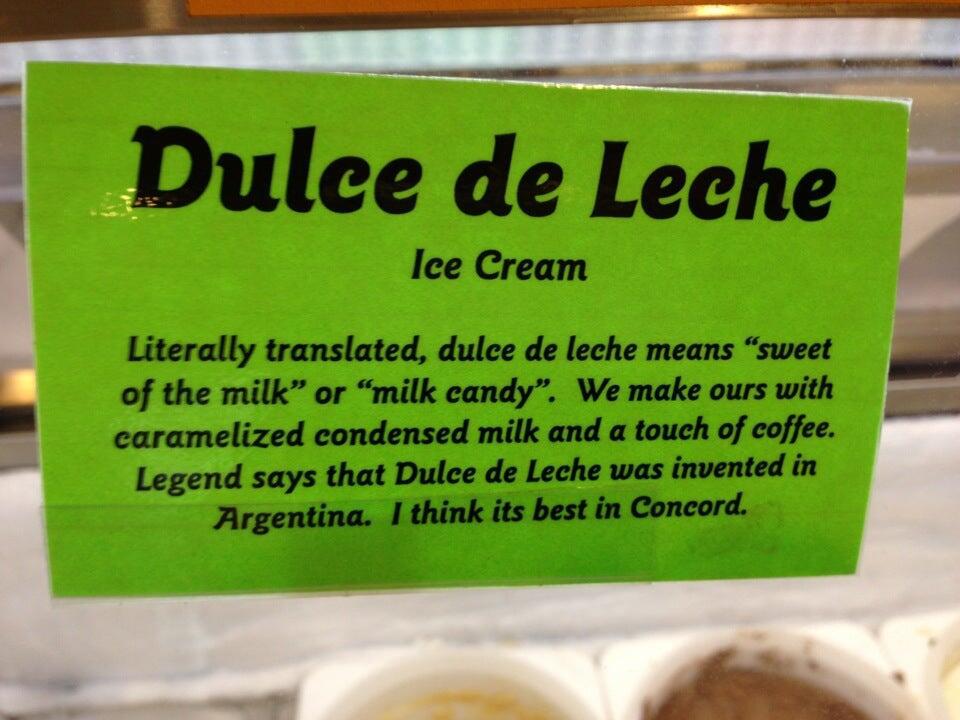 Dulce de Leche
Ice Cream
Literally translated, dulce de leche means “sweet
of the milk” or “milk candy”. We make ours with
caramelized condensed milk and a touch of coffee.
Legend says that Dulce de Leche was invented in
Argentina. I think its best in Concord.